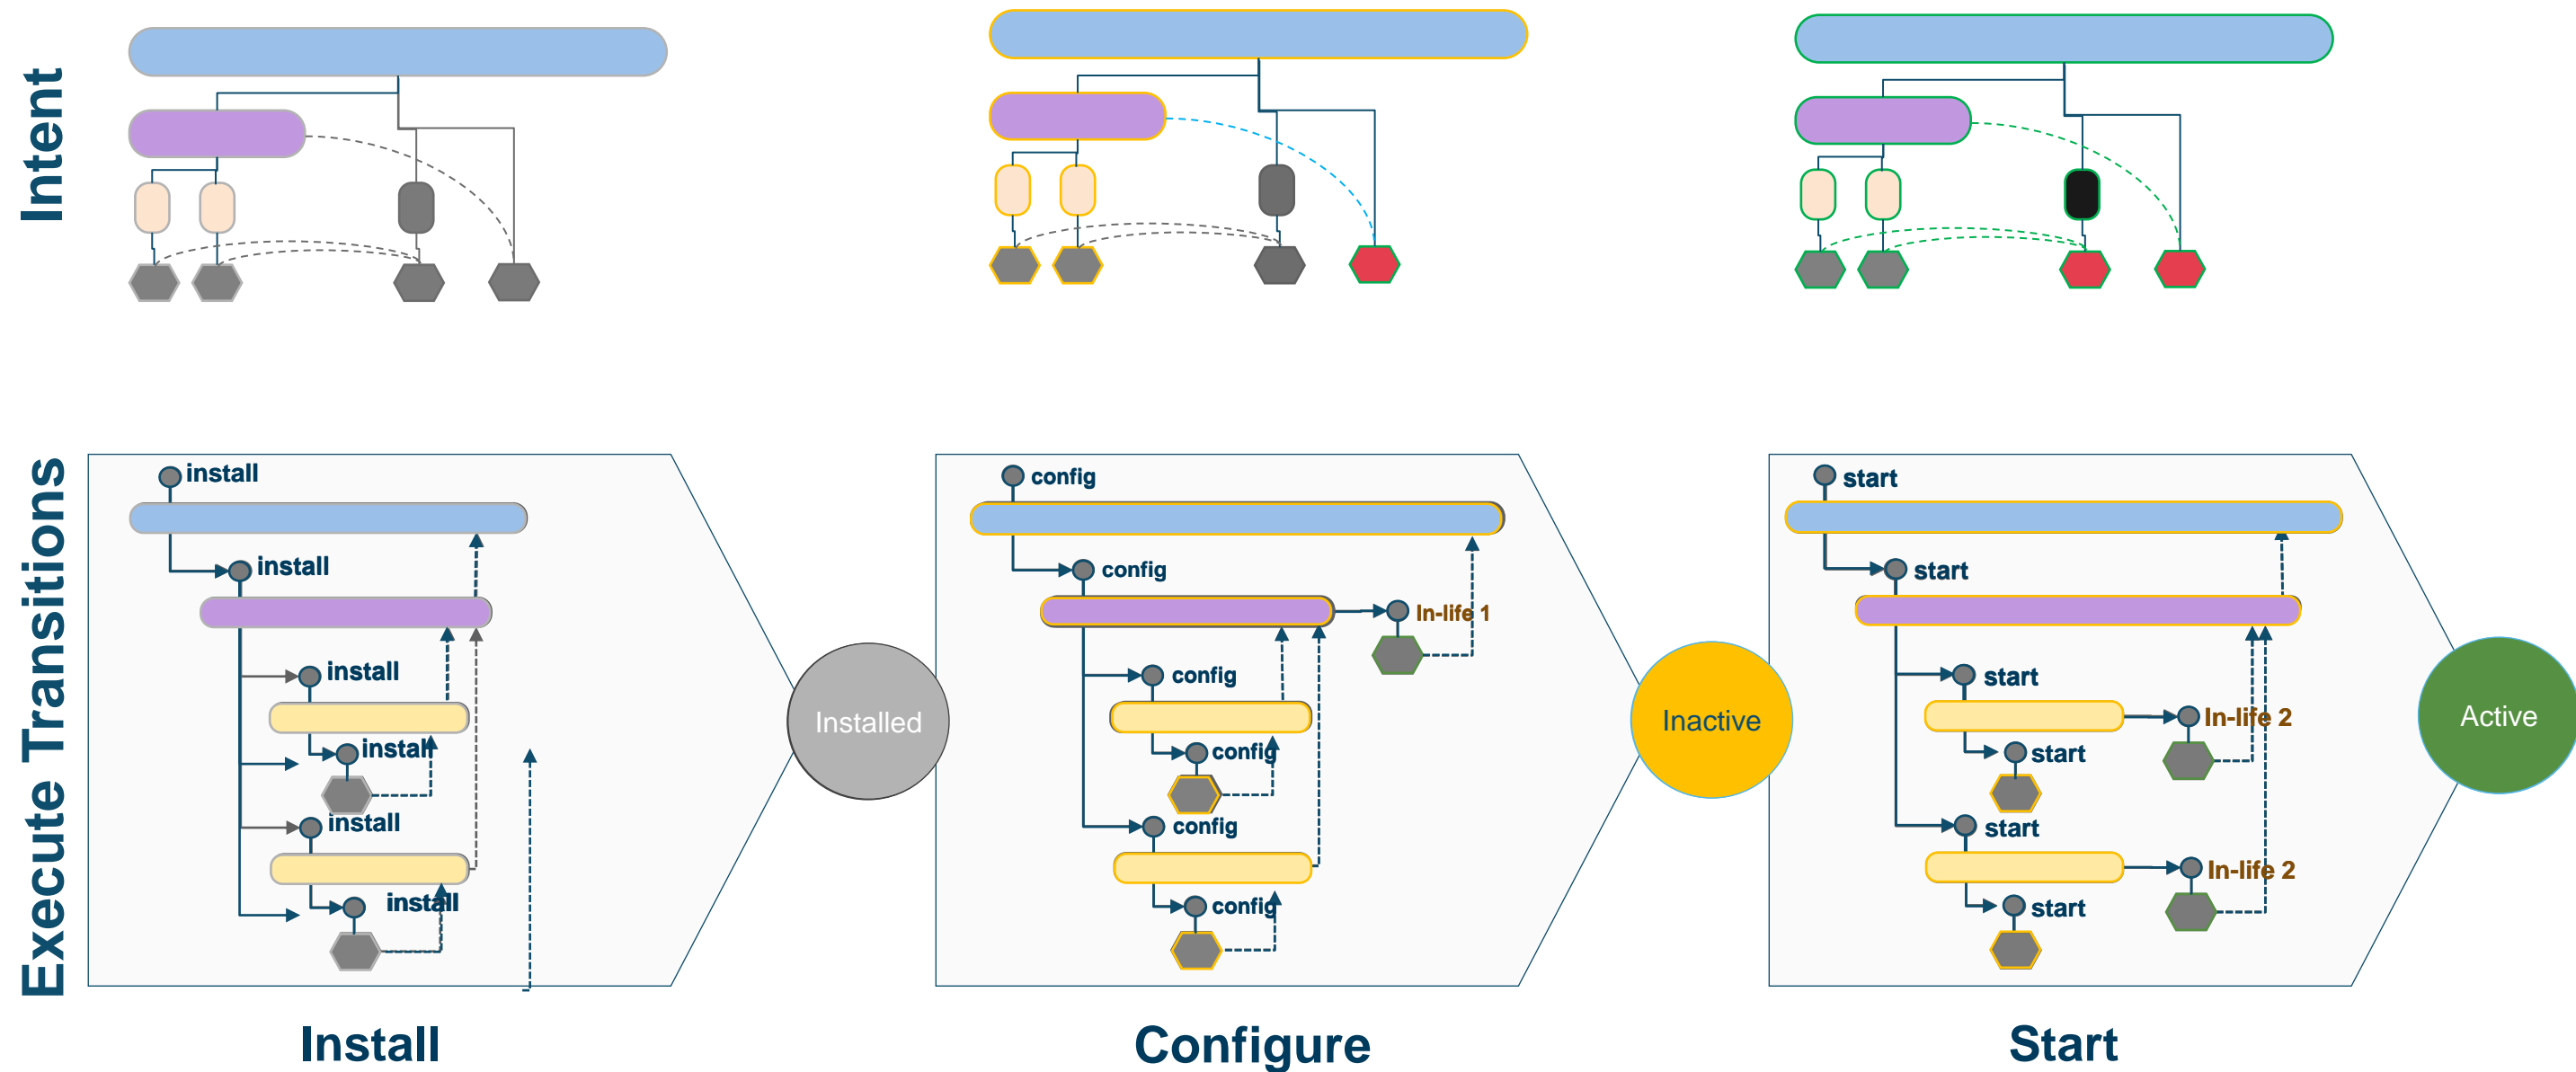 Intent
Execute Transitions
install
install
install
install
install
install
Installed
Install
config
config
In-life 1
config
config
config
config
Inactive
Configure
start
start
start
In-life 2
start
start
In-life 2
start
Active
Start